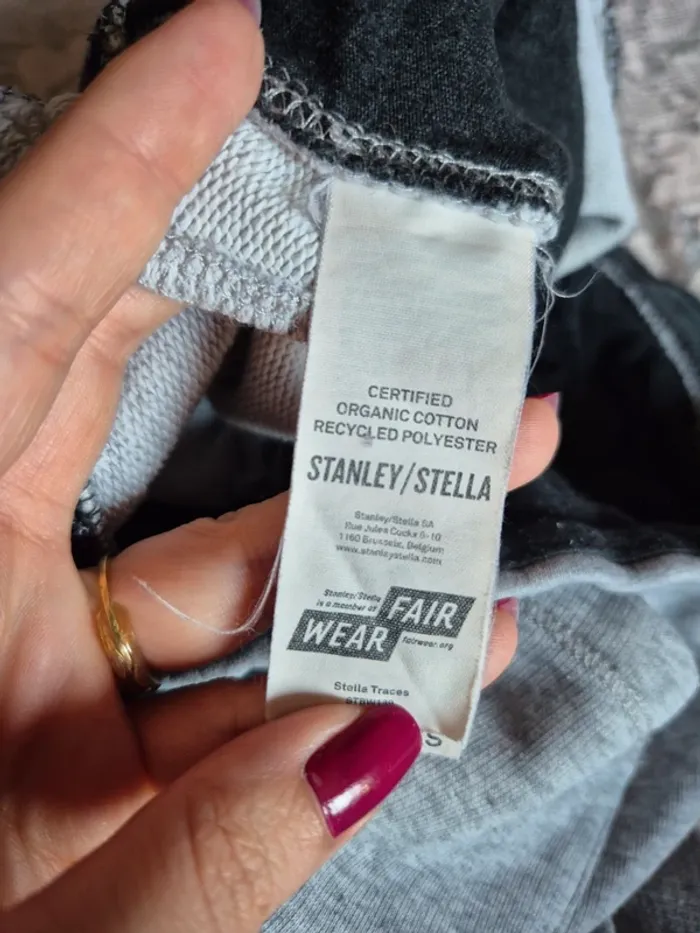 CERTIFIED
ORGANIC COTTON
RECYCLED POLYESTER
STANLEY/STELLA
Stanley/Stella SA
Rue Jules Cockx 8-10
1160 Brussels, Belgium
www.stanleystella.com
Stanley/Stella
is a member of
FAIR
WEAR
fairwear.org
Stella Traces
S